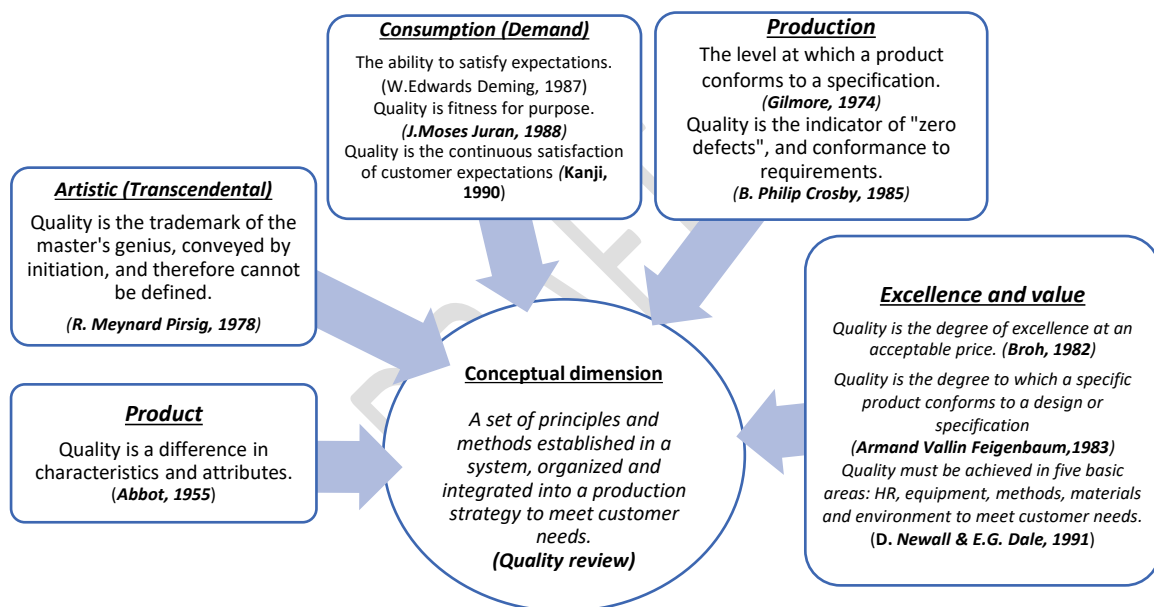 Consumption (Demand)
The ability to satisfy expectations.
(W.Edwards Deming, 1987)
Quality is fitness for purpose.
(J.Moses Juran, 1988)
Quality is the continuous satisfaction
of customer expectations (Kanji,
1990)
Production
The level at which a product
conforms to a specification.
(Gilmore, 1974)
Quality is the indicator of "zero
defects", and conformance to
requirements.
(B. Philip Crosby, 1985)
Artistic (Transcendental)
Quality is the trademark of the
master's genius, conveyed by
initiation, and therefore cannot
be defined.
(R. Meynard Pirsig, 1978)
Excellence and value
Quality is the degree of excellence at an
acceptable price. (Broh, 1982)
Quality is the degree to which a specific
product conforms to a design or
specification
(Armand Vallin Feigenbaum,1983)
Quality must be achieved in five basic
areas: HR, equipment, methods, materials
and environment to meet customer needs.
(D. Newall & E.G. Dale, 1991)
Product
Quality is a difference in
characteristics and attributes.
(Abbot, 1955)
Conceptual dimension
A set of principles and
methods established in a
system, organized and
integrated into a production
strategy to meet customer
needs.
(Quality review)